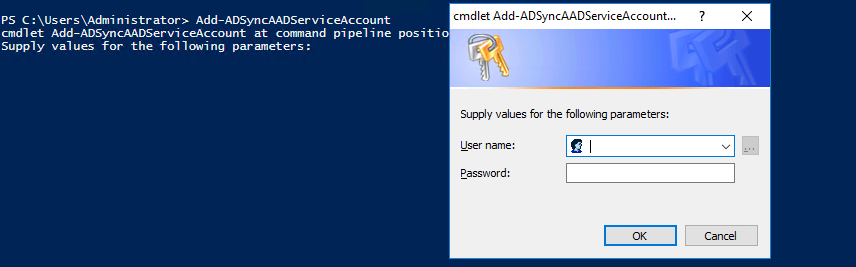 PS C:\Users\Administrator> Add-ADSyncAADServiceAccount
cmdlet Add-ADSyncAADServiceAccount at command pipeline positio
Supply values for the following parameters:
cmdlet Add-ADSyncAADServiceAccount... ? ×
Supply values for the following parameters:
User name:
...
Password:
OK Cancel